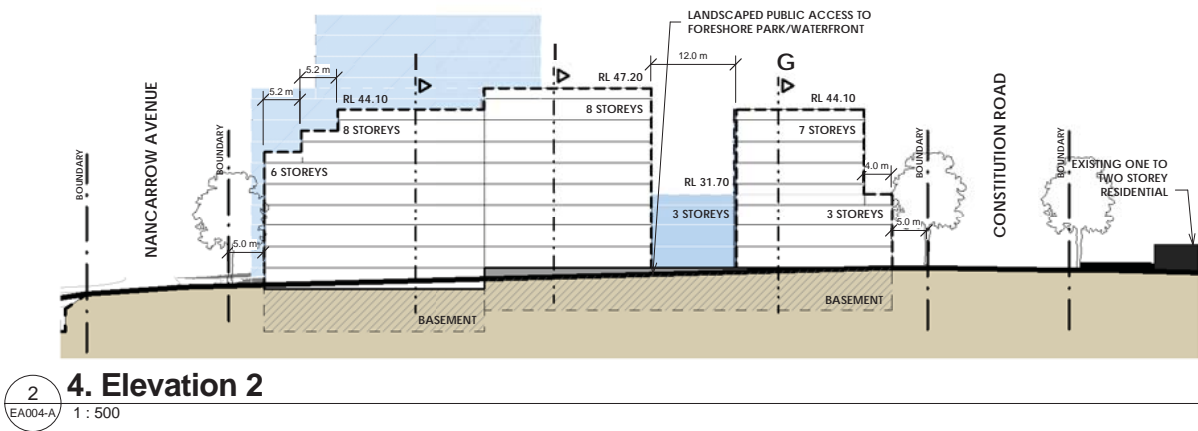 LANDSCAPED PUBLIC ACCESS TO
FORESHORE PARK/WATERFRONT
12.0 m
G
5.2 m
5.2 m
RL 44.10
RL 47.20
RL 44.10
8 STOREYS
8 STOREYS
7 STOREYS
NANCARROW AVENUE
CONSTITUTION ROAD
BOUNDARY
BOUNDARY
BOUNDARY
BOUNDARY
6 STOREYS
4.0 m
EXISTING ONE TO
TWO STOREY
RESIDENTIAL
RL 31.70
3 STOREYS
3 STOREYS
5.0 m
5.0 m
BASEMENT
BASEMENT
2
EA004-A
4. Elevation 2
1 : 500